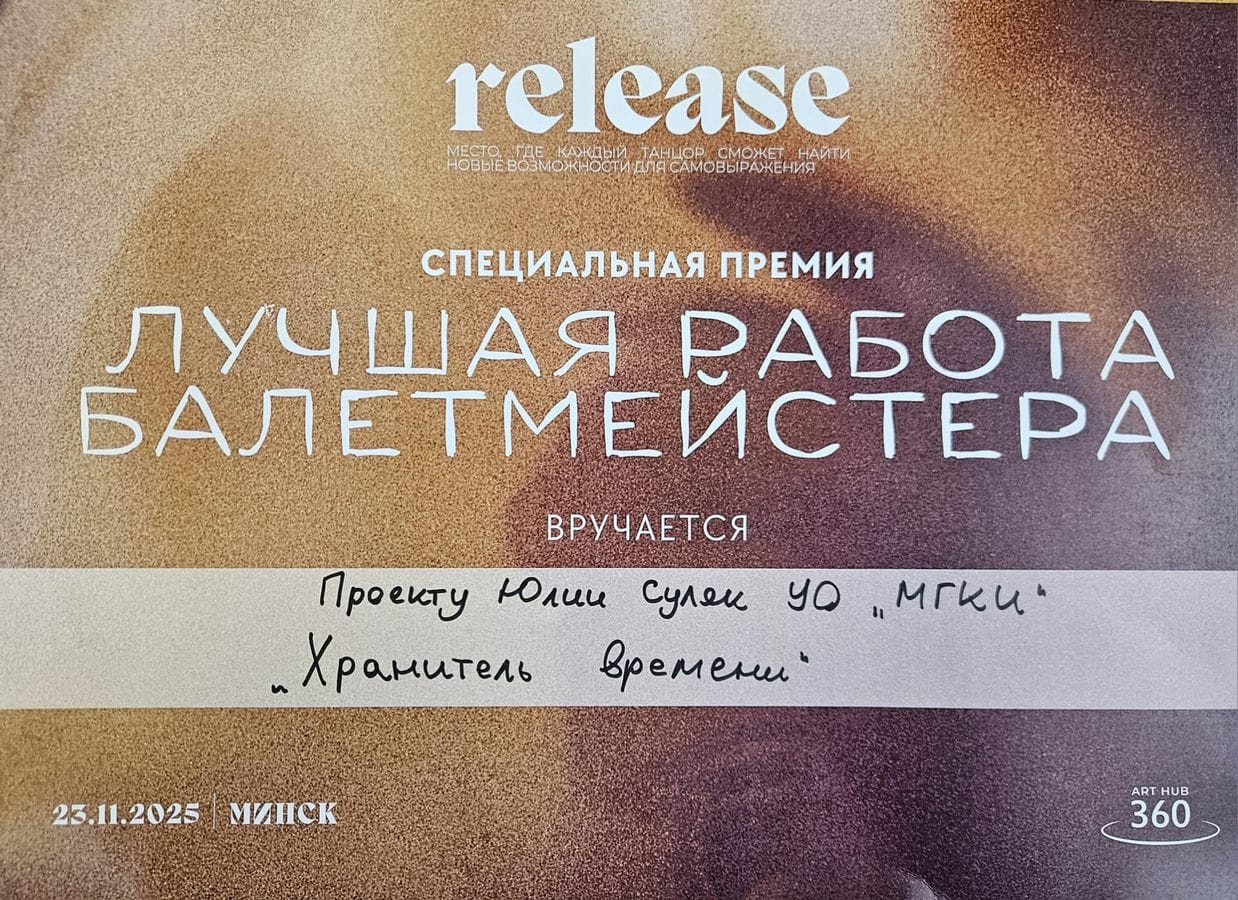 release
МЕСТО, ГДЕ КАЖДЫЙ ТАНЦОР СМОЖЕТ НАЙТИ
НОВЫЕ ВОЗМОЖНОСТИ ДЛЯ САМОВЫРАЖЕНИЯ
СПЕЦИАЛЬНАЯ ПРЕМИЯ
ЛУЧШАЯ РАБОТА
БАЛЕТМЕЙСТЕРА
ВРУЧАЕТСЯ
Проекту Юлии Сулек УО „МГКИ“
„Хранитель времени“
23.11.2025 | МИНСК
ART HUB
360